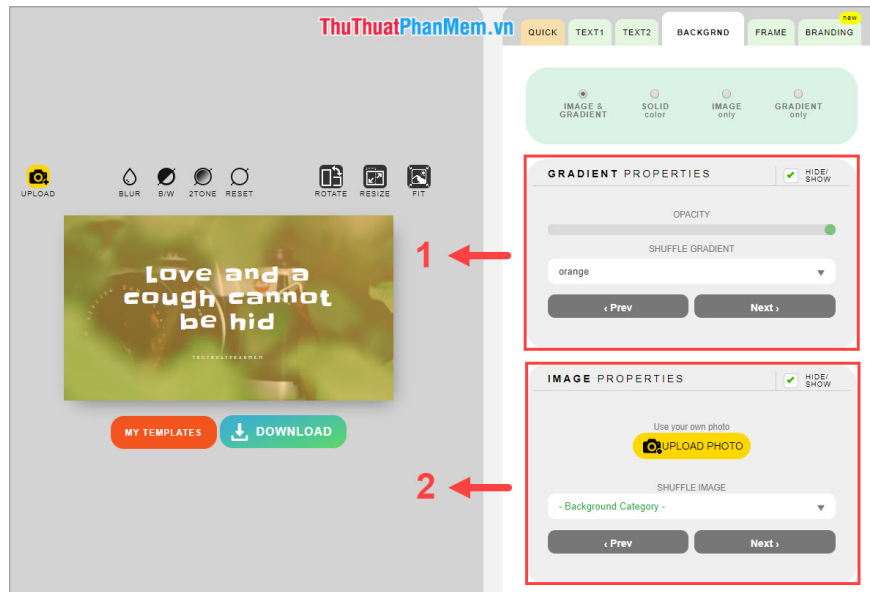 ThuThuatPhanMem.vn
QUICK
TEXT1
TEXT2
BACKGRND
FRAME
new
BRANDING
IMAGE &
GRADIENT
SOLID
color
IMAGE
only
GRADIENT
only
UPLOAD
BLUR
B/W
2TONE
RESET
ROTATE
RESIZE
FIT
Love and a
cough cannot
be hid
THUTHUATPHANMEM
MY TEMPLATES
DOWNLOAD
1
GRADIENT PROPERTIES
HIDE/
SHOW
OPACITY
SHUFFLE GRADIENT
orange
‹ Prev
Next ›
2
IMAGE PROPERTIES
HIDE/
SHOW
Use your own photo
UPLOAD PHOTO
SHUFFLE IMAGE
- Background Category -
‹ Prev
Next ›